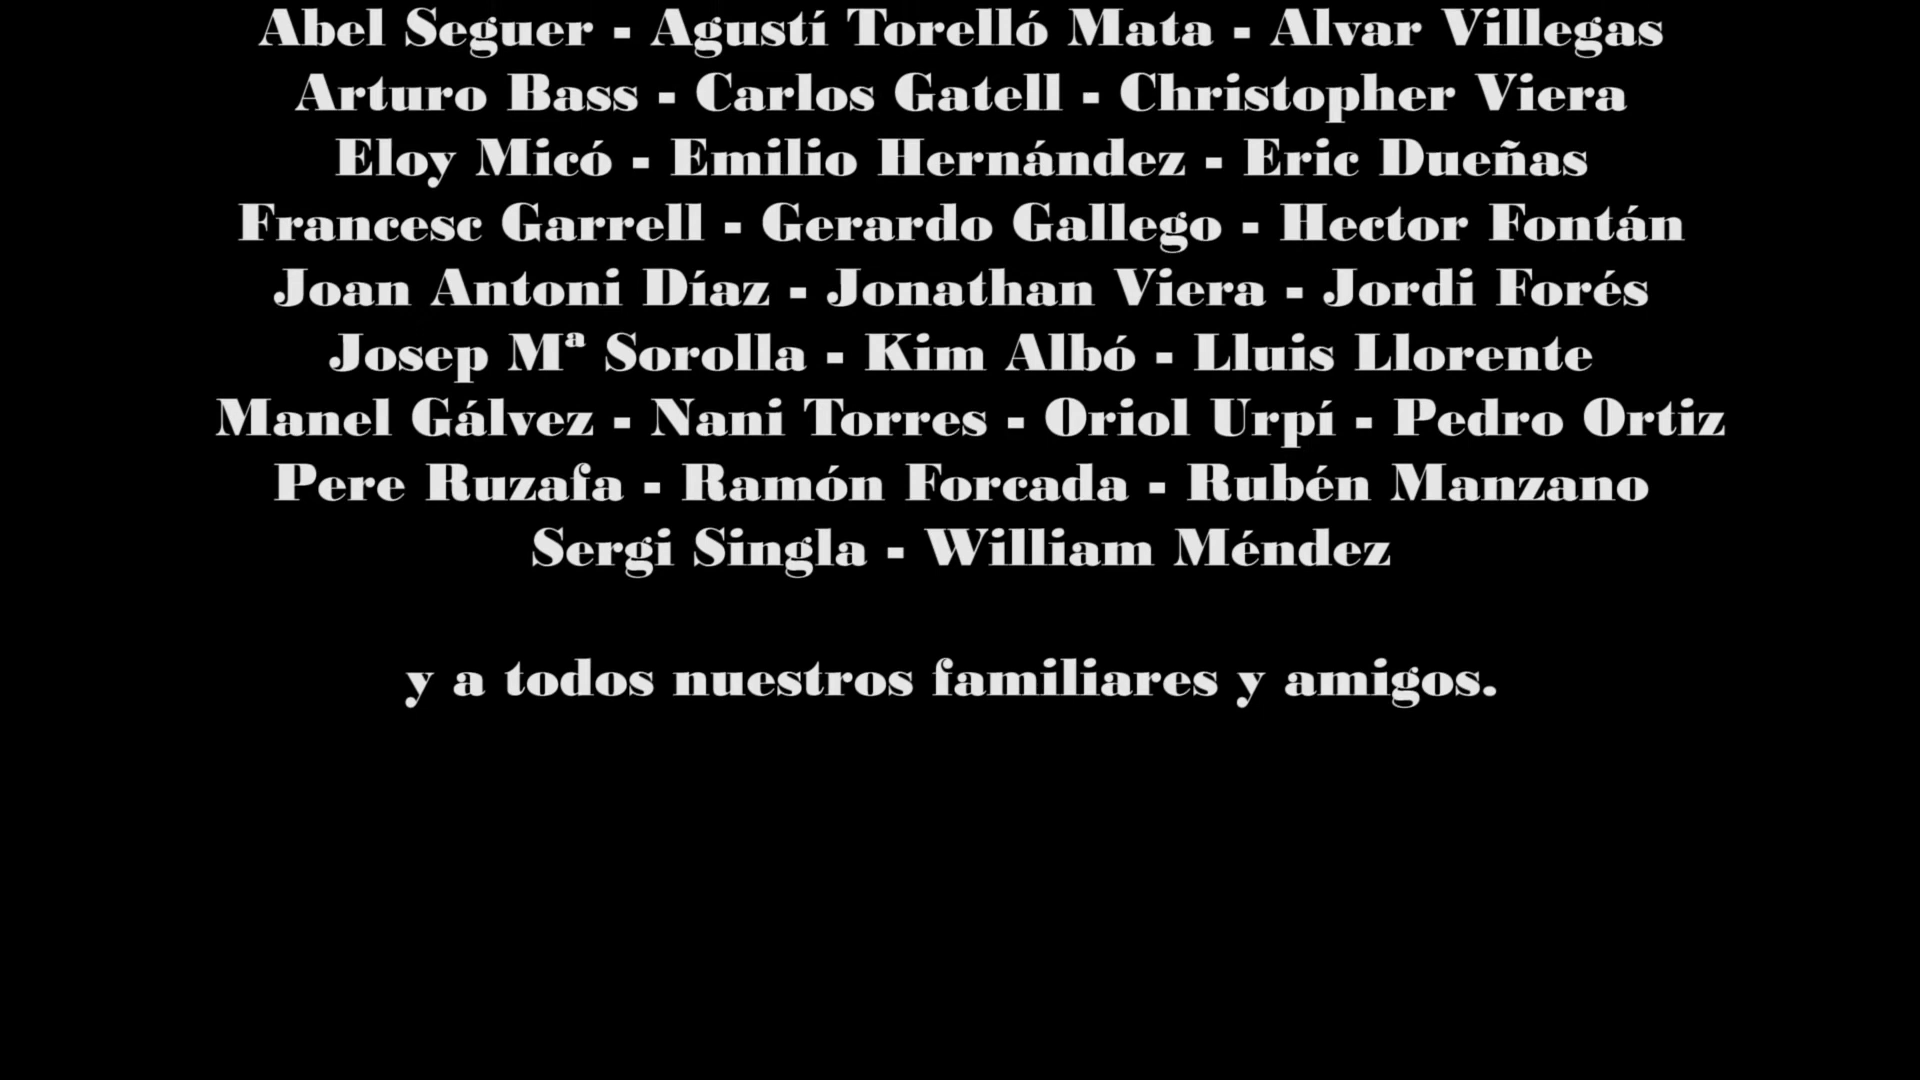 Abel Seguer - Agustí Torelló Mata - Alvar Villegas
Arturo Bass - Carlos Gatell - Christopher Viera
Eloy Micó - Emilio Hernández - Eric Dueñas
Francesc Garrell - Gerardo Gallego - Hector Fontán
Joan Antoni Díaz - Jonathan Viera - Jordi Forés
Josep Mª Sorolla - Kim Albó - Lluis Llorente
Manel Gálvez - Nani Torres - Oriol Urpí - Pedro Ortiz
Pere Ruzafa - Ramón Forcada - Rubén Manzano
Sergi Singla - William Méndez
y a todos nuestros familiares y amigos.